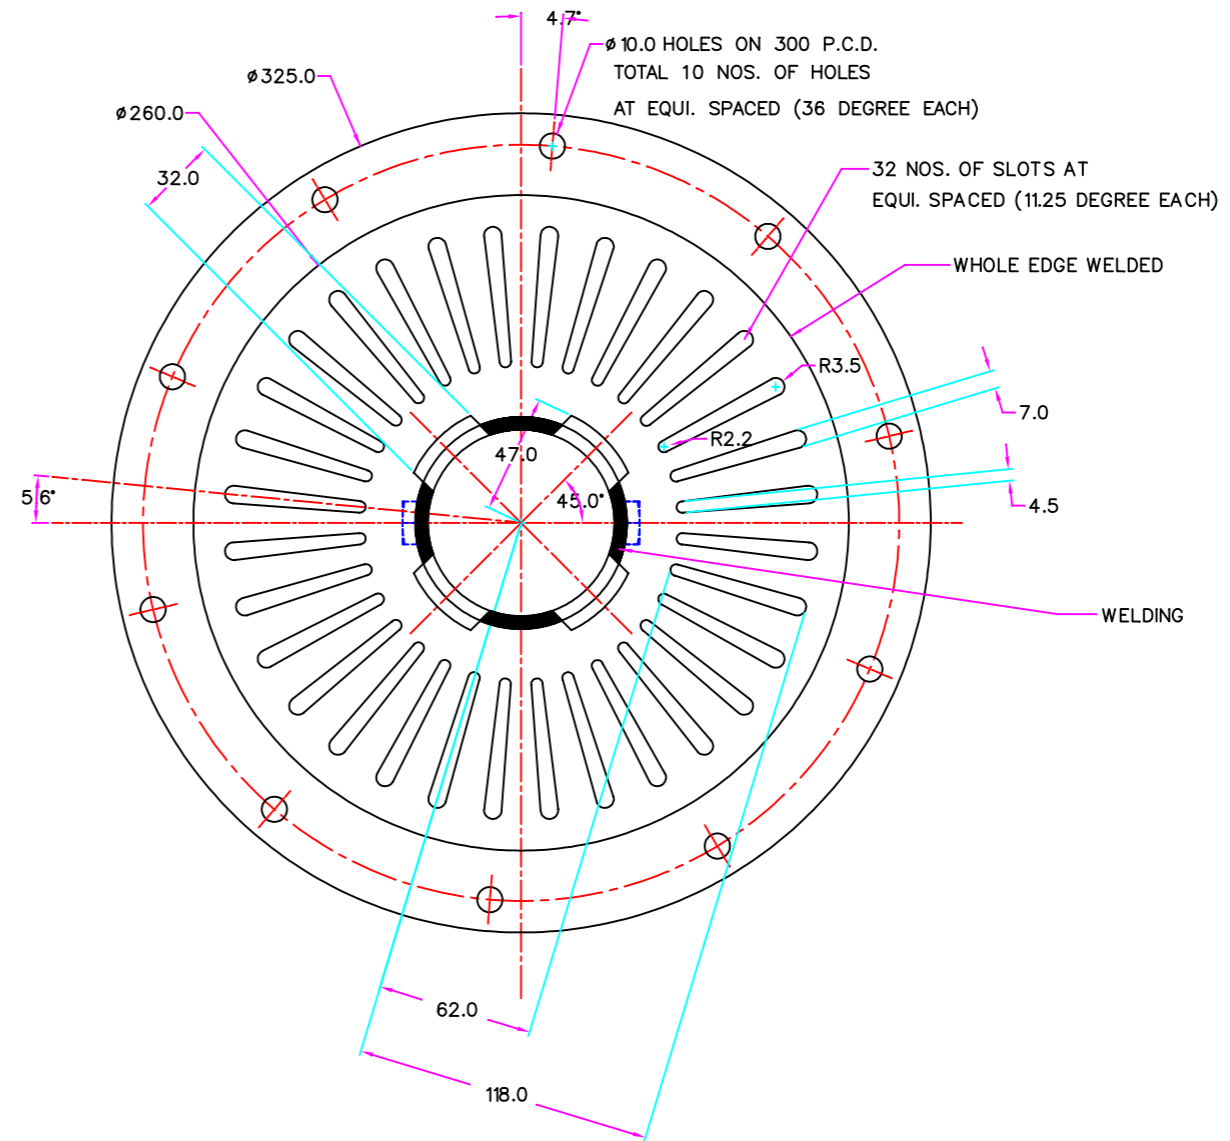 4.7°
ø10.0 HOLES ON 300 P.C.D.
TOTAL 10 NOS. OF HOLES
AT EQUI. SPACED (36 DEGREE EACH)
ø325.0
ø260.0
32.0
32 NOS. OF SLOTS AT
EQUI. SPACED (11.25 DEGREE EACH)
WHOLE EDGE WELDED
R3.5
7.0
R2.2
47.0
45.0°
5.6°
4.5
WELDING
62.0
118.0